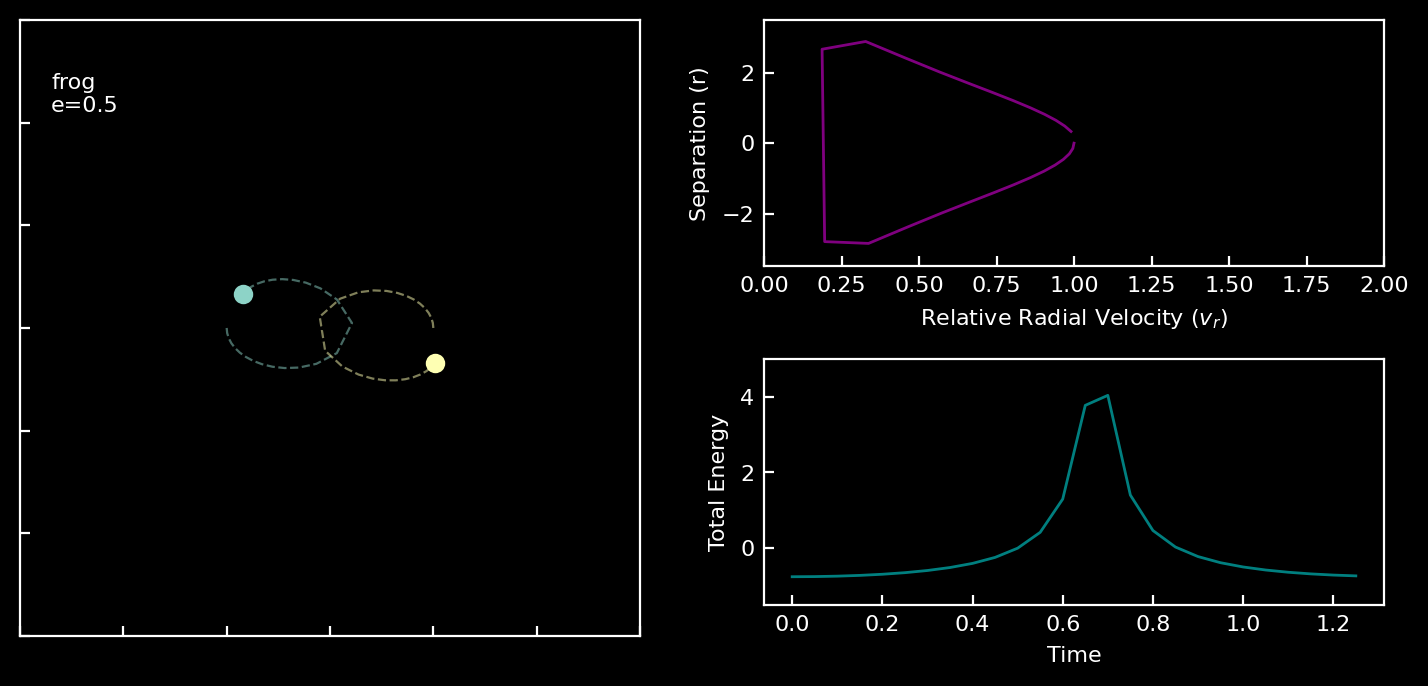 frog
e=0.5
Separation (r)
2
0
−2
0.00 0.25 0.50 0.75 1.00 1.25 1.50 1.75 2.00
Relative Radial Velocity (vᵣ)
Total Energy
4
2
0
0.0 0.2 0.4 0.6 0.8 1.0 1.2
Time